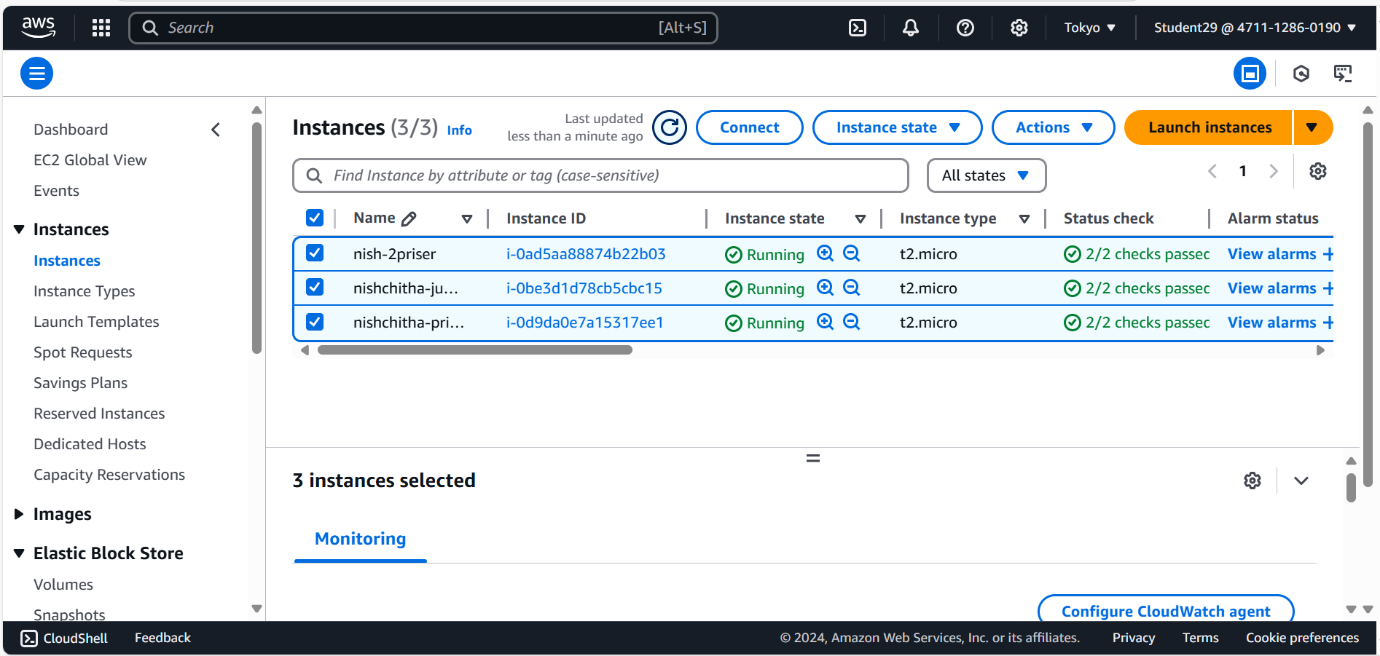 aws Search [Alt+S] Tokyo Student29 @ 4711-1286-0190
Dashboard
EC2 Global View
Events
Instances
Instances
Instance Types
Launch Templates
Spot Requests
Savings Plans
Reserved Instances
Dedicated Hosts
Capacity Reservations
Images
Elastic Block Store
Volumes
Snapshots
Instances (3/3) Info
Last updated
less than a minute ago
Connect Instance state Actions Launch instances
Find Instance by attribute or tag (case-sensitive) All states 1
Name Instance ID Instance state Instance type Status check Alarm status
nish-2priser i-0ad5aa88874b22b03 Running t2.micro 2/2 checks passec View alarms +
nishchitha-ju... i-0be3d1d78cb5cbc15 Running t2.micro 2/2 checks passec View alarms +
nishchitha-pri... i-0d9da0e7a15317ee1 Running t2.micro 2/2 checks passec View alarms +
3 instances selected
Monitoring
Configure CloudWatch agent
CloudShell Feedback © 2024, Amazon Web Services, Inc. or its affiliates. Privacy Terms Cookie preferences